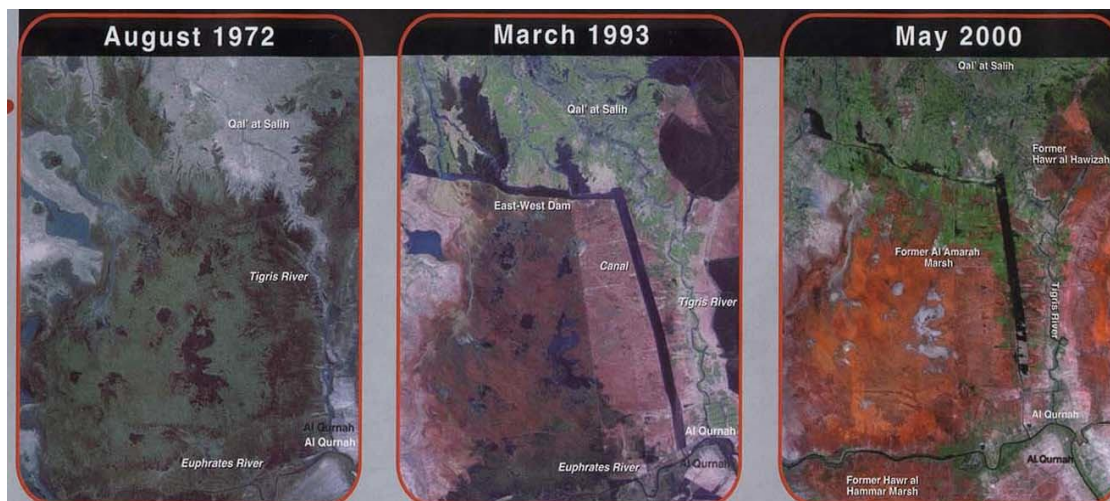 August 1972
Qal' at Salih
Tigris River
Al Qurnah
Al Qurnah
Euphrates River
March 1993
Qal' at Salih
East-West Dam
Canal
Tigris River
Al Qurnah
Al Qurnah
Euphrates River
May 2000
Qal' at Salih
Former
Hawr al Hawizah
Former Al Amarah
Marsh
Tigris River
Al Qurnah
Al Qurnah
Former Hawr al
Hammar Marsh